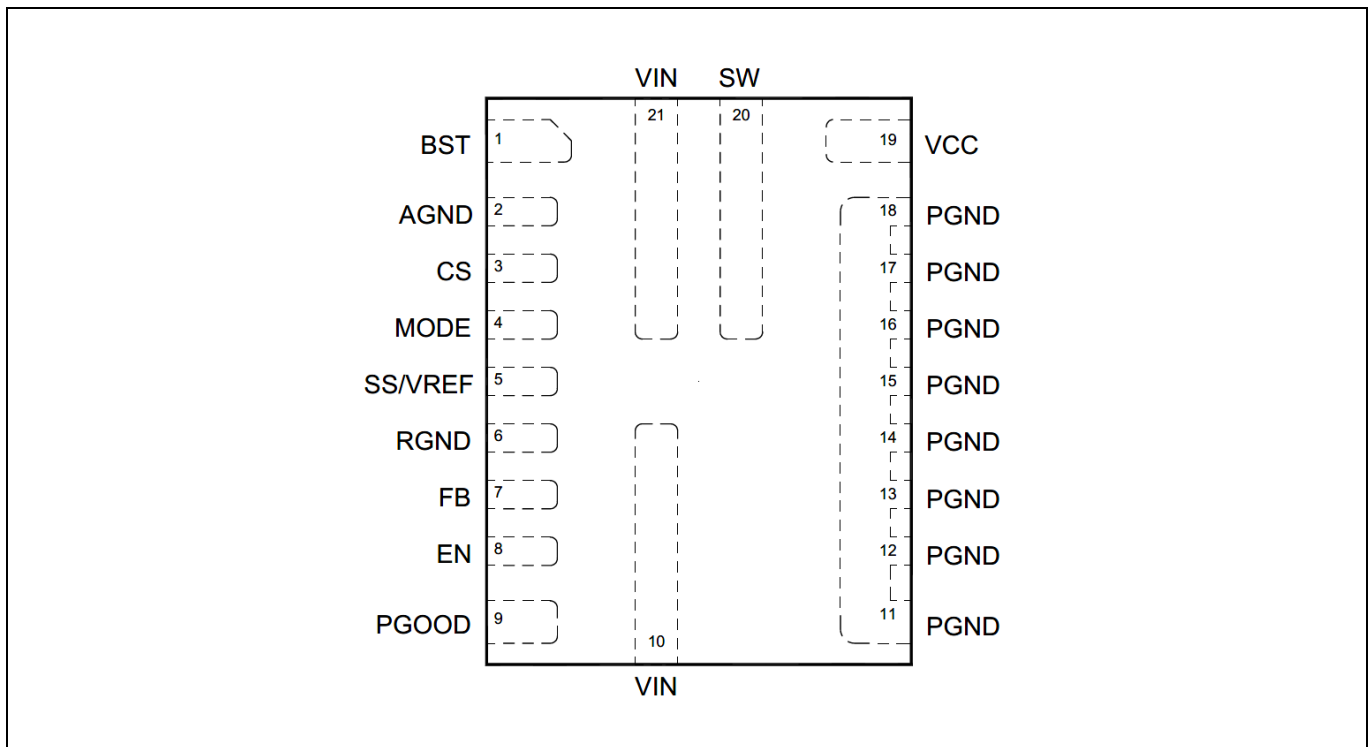 VIN SW
21 20
BST 1 19 VCC
AGND 2 18 PGND
CS 3 17 PGND
MODE 4 16 PGND
SS/VREF 5 15 PGND
RGND 6 14 PGND
FB 7 13 PGND
EN 8 12 PGND
PGOOD 9 11 PGND
10
VIN